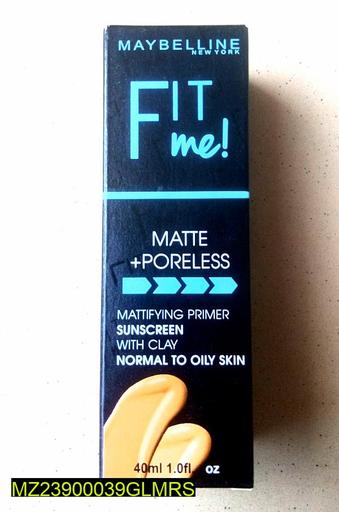 MAYBELLINE
NEW YORK
FIT
me!
MATTE
+PORELESS
MATTIFYING PRIMER
SUNSCREEN
WITH CLAY
NORMAL TO OILY SKIN
40ml 1.0fl. oz
MZ23900039GLMRS